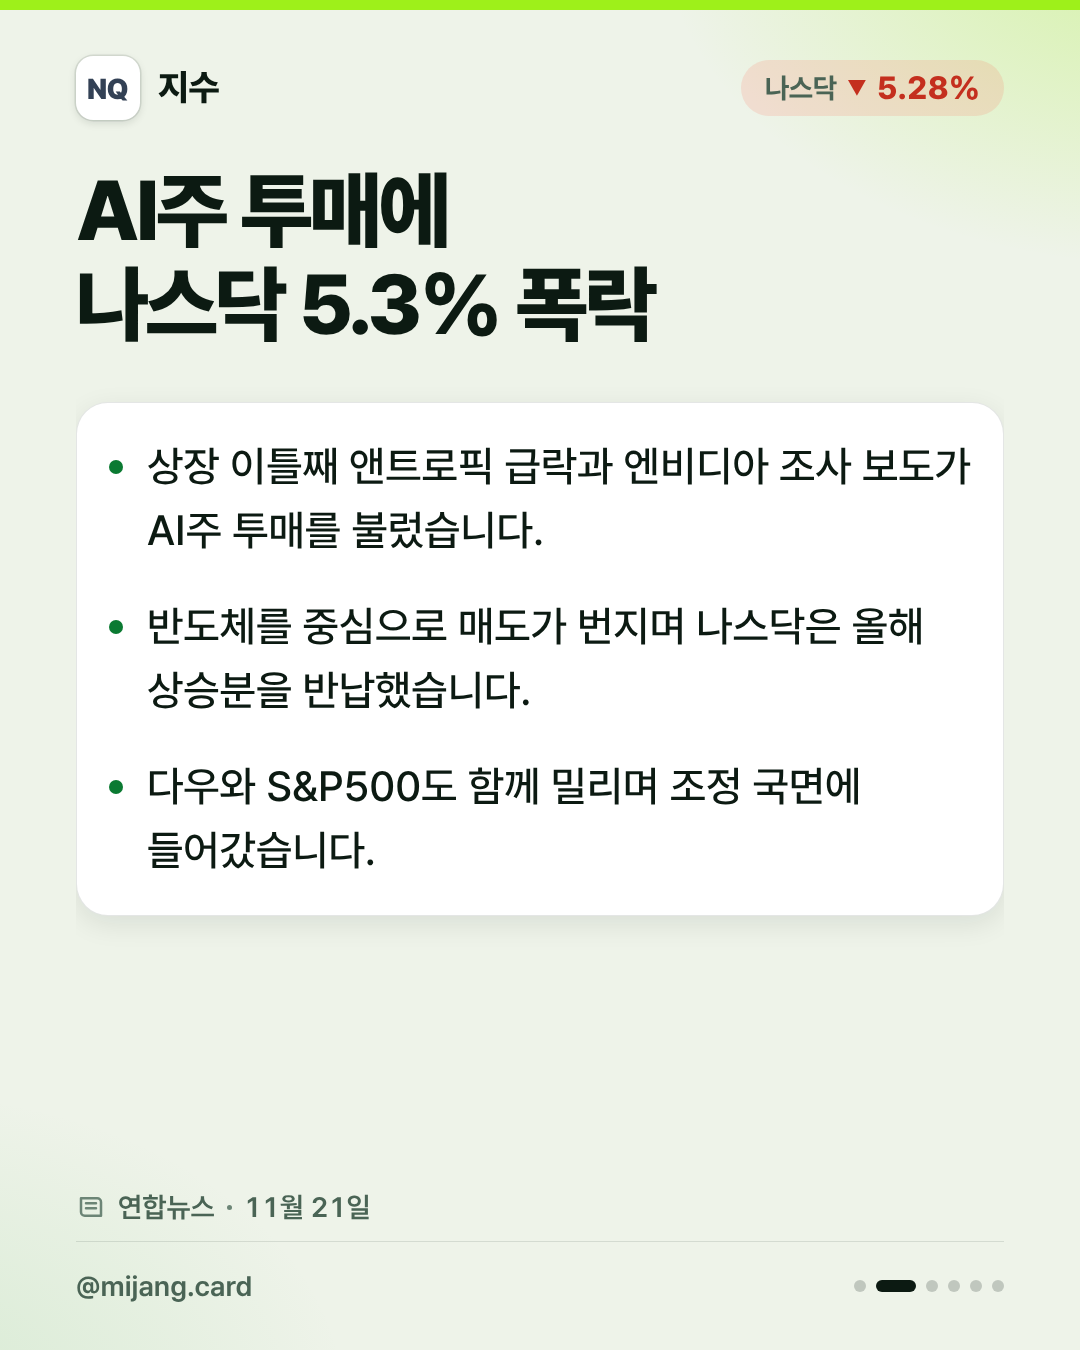 NQ 지수
나스닥 ▼ 5.28%
AI주 투매에
나스닥 5.3% 폭락
• 상장 이틀째 앤트로픽 급락과 엔비디아 조사 보도가
AI주 투매를 불렀습니다.
• 반도체를 중심으로 매도가 번지며 나스닥은 올해
상승분을 반납했습니다.
• 다우와 S&P500도 함께 밀리며 조정 국면에
들어갔습니다.
연합뉴스 · 11월 21일
@mijang.card